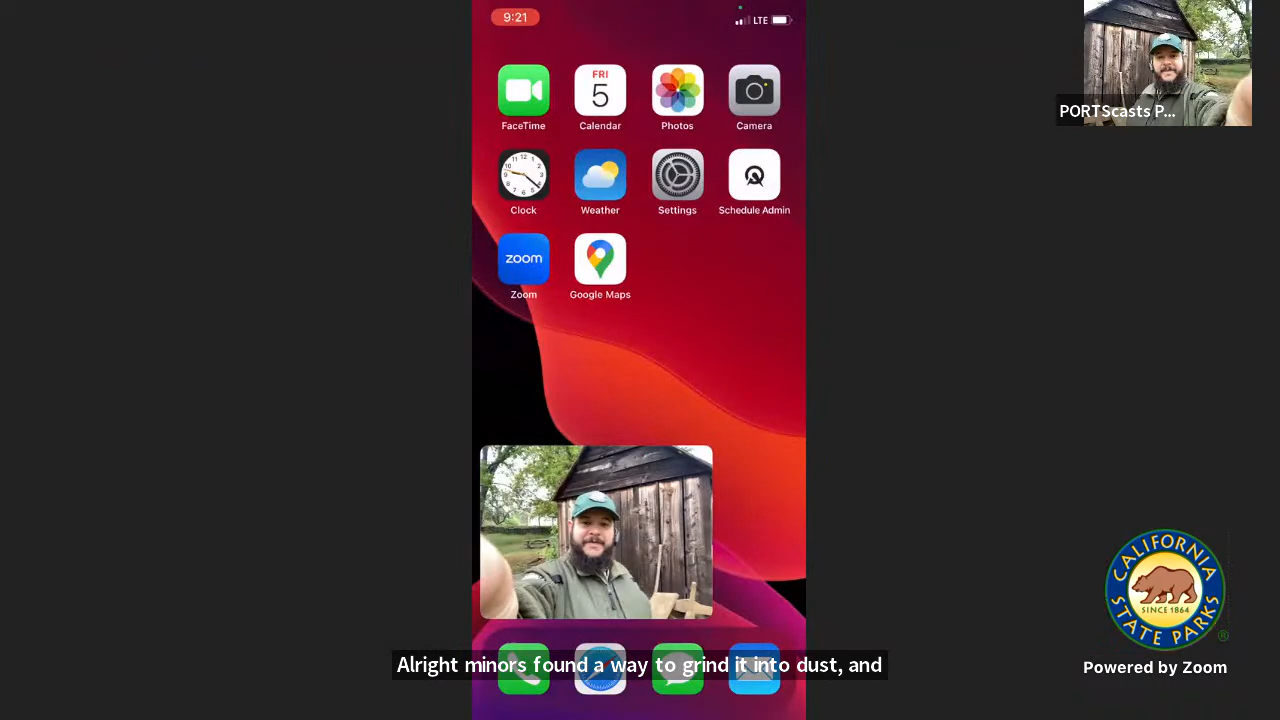 9:21
LTE
PORTScasts P...
FRI
5
FaceTime
Calendar
Photos
Camera
Clock
Weather
Settings
Schedule Admin
zoom
Zoom
Google Maps
CALIFORNIA
SINCE 1864
STATE PARKS
®
Alright minors found a way to grind it into dust, and
Powered by Zoom